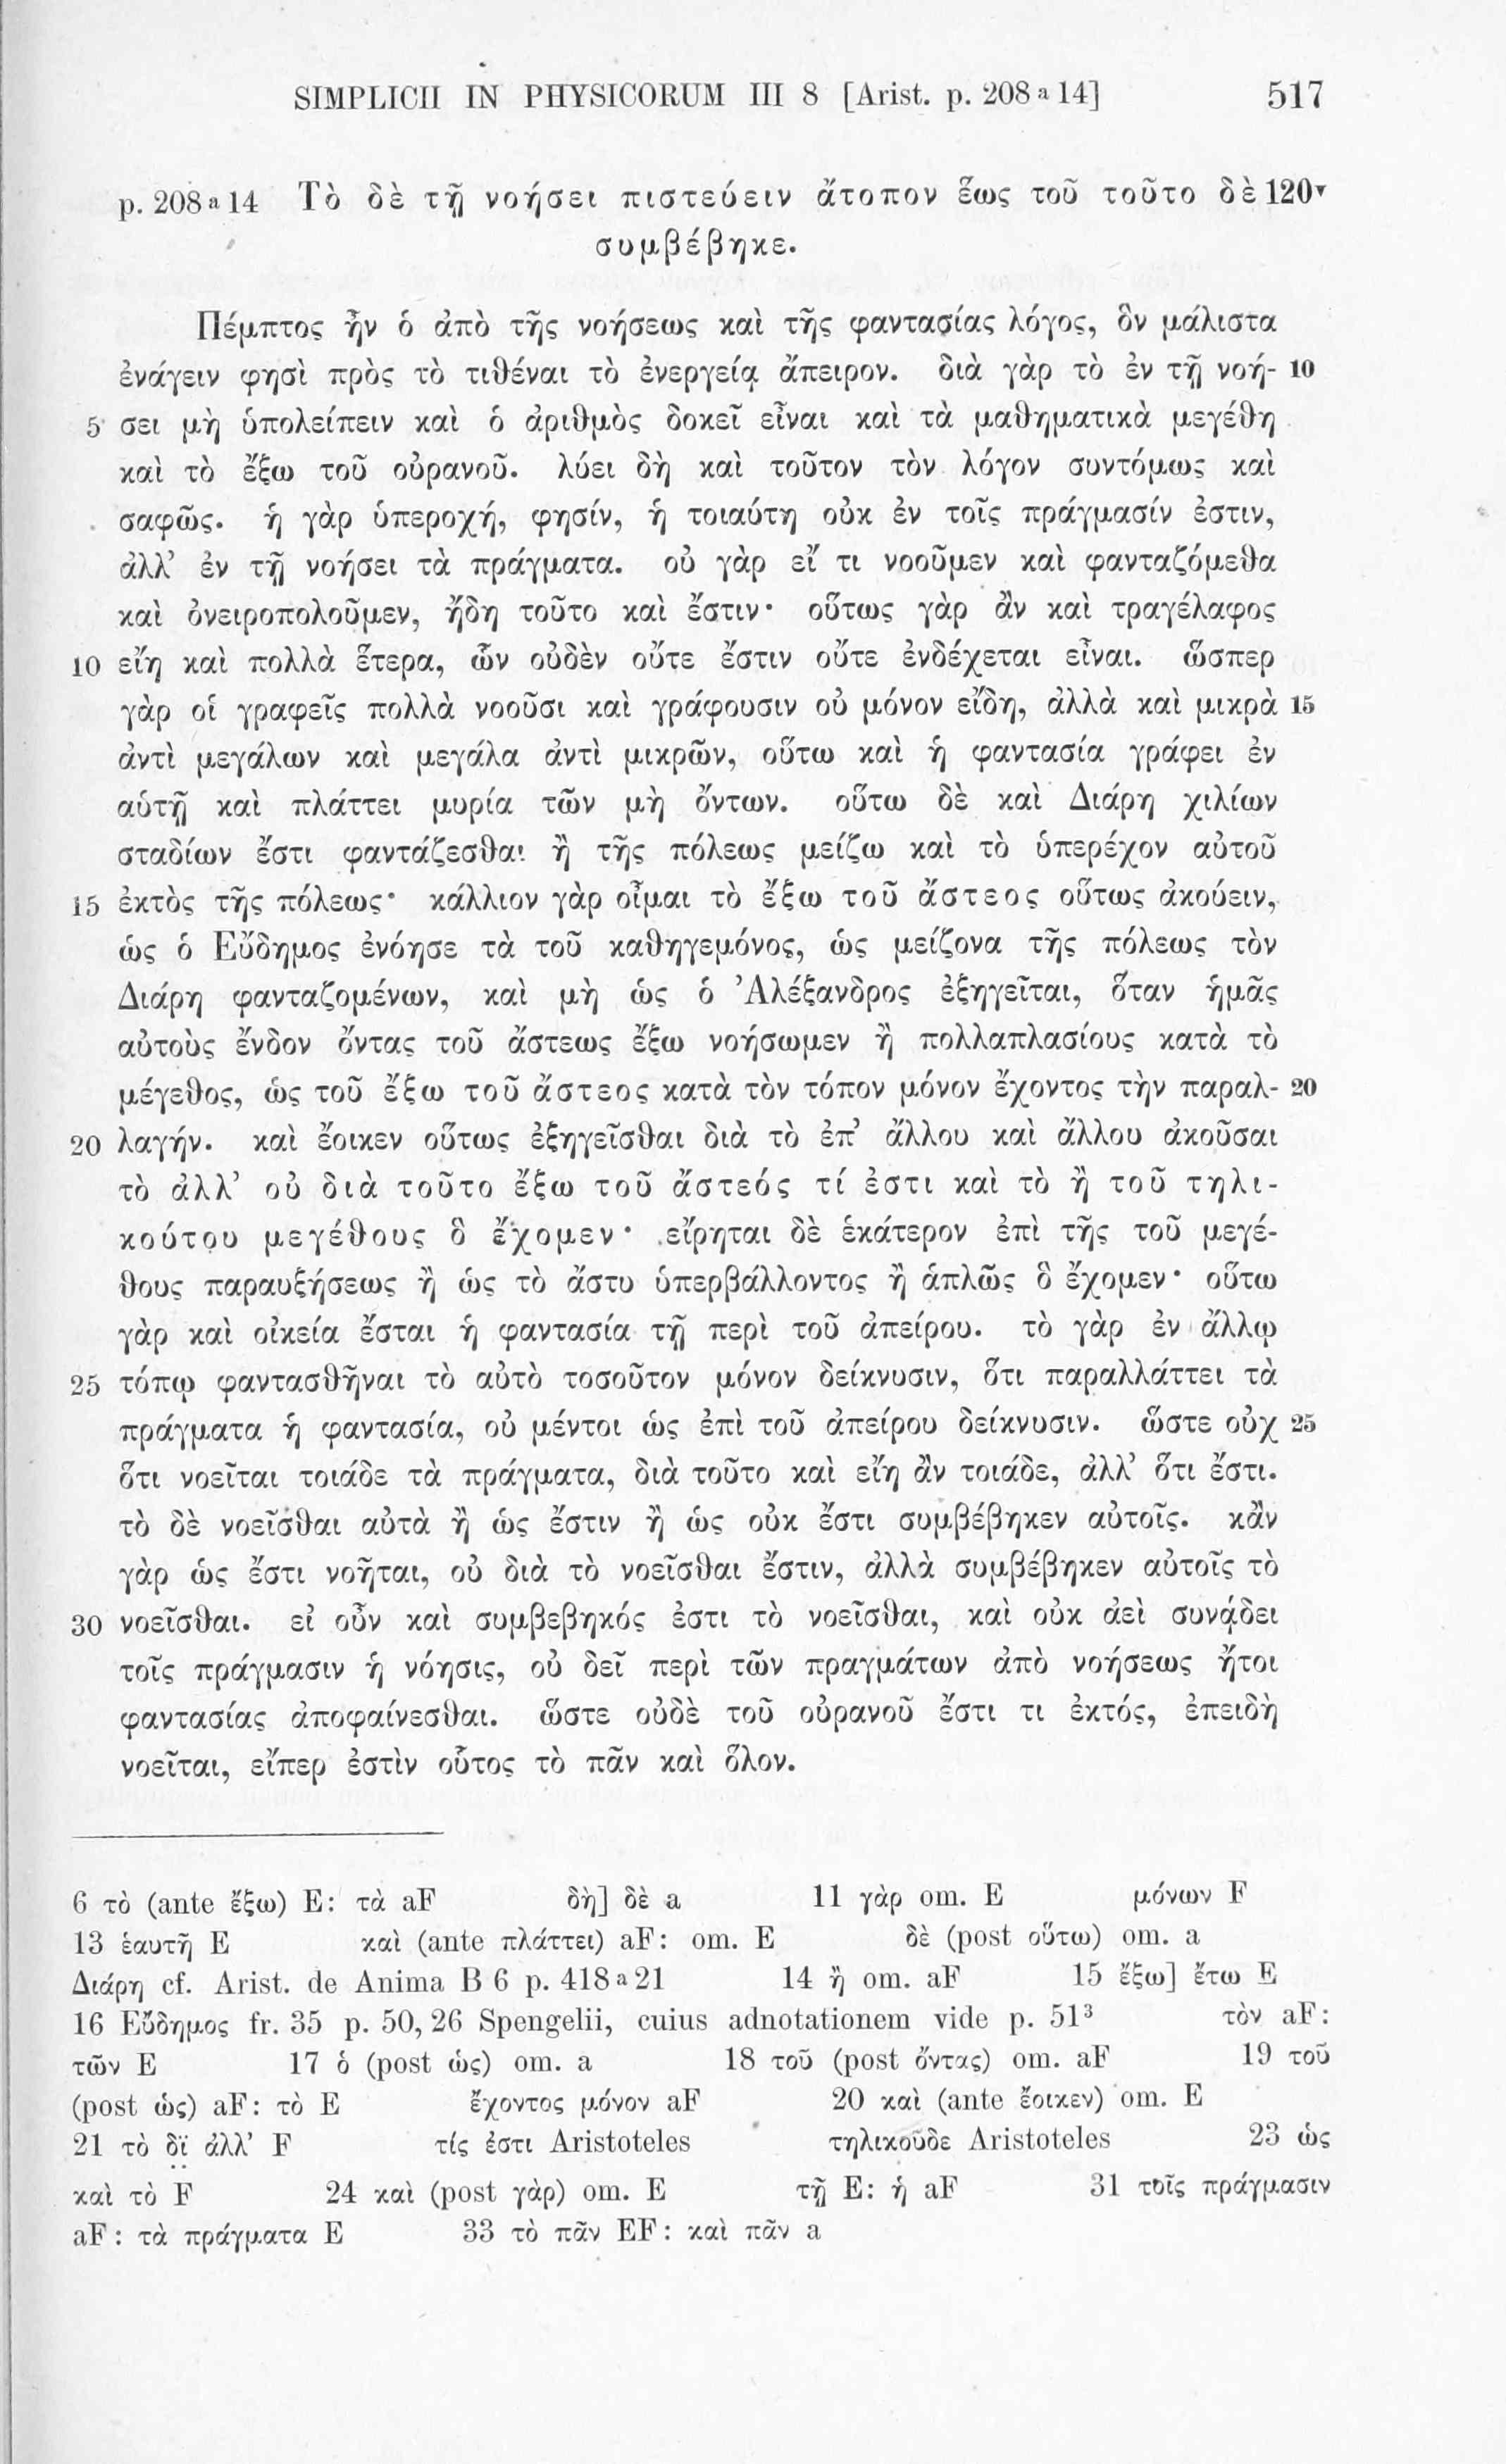 SIMPLICII IN PHYSICORUM III 8 [Arist. p. 208 a 14] 517
p. 208 a 14 Τὸ δὲ τῇ νοήσει πιστεύειν ἄτοπον ἕως τοῦ τοῦτο δὲ 120v
συμβέβηκε.
Πέμπτος ἦν ὁ ἀπὸ τῆς νοήσεως καὶ τῆς φαντασίας λόγος, ὃν μάλιστα
ἐνάγειν φησὶ πρὸς τὸ τιθέναι τὸ ἐνεργείᾳ ἄπειρον. διὰ γὰρ τὸ ἐν τῇ νοή- 10
5 σει μὴ ὑπολείπειν καὶ ὁ ἀριθμὸς δοκεῖ εἶναι καὶ τὰ μαθηματικὰ μεγέθη
καὶ τὸ ἔξω τοῦ οὐρανοῦ. λύει δὴ καὶ τοῦτον τὸν λόγον συντόμως καὶ
σαφῶς. ἡ γὰρ ὑπεροχή, φησίν, ἡ τοιαύτη οὐκ ἐν τοῖς πράγμασίν ἐστιν,
ἀλλ’ ἐν τῇ νοήσει τὰ πράγματα. οὐ γὰρ εἴ τι νοοῦμεν καὶ φανταζόμεθα
καὶ ὀνειροπολοῦμεν, ἤδη τοῦτο καὶ ἔστιν· οὕτως γὰρ ἂν καὶ τραγέλαφος
10 εἴη καὶ πολλὰ ἕτερα, ὧν οὐδὲν οὔτε ἔστιν οὔτε ἐνδέχεται εἶναι. ὥσπερ
γὰρ οἱ γραφεῖς πολλὰ νοοῦσι καὶ γράφουσιν οὐ μόνον εἴδη, ἀλλὰ καὶ μικρὰ 15
ἀντὶ μεγάλων καὶ μεγάλα ἀντὶ μικρῶν, οὕτω καὶ ἡ φαντασία γράφει ἐν
αὑτῇ καὶ πλάττει μυρία τῶν μὴ ὄντων. οὕτω δὲ καὶ Διάρη χιλίων
σταδίων ἔστι φαντάζεσθαι ἢ τῆς πόλεως μείζω καὶ τὸ ὑπερέχον αὐτοῦ
15 ἐκτὸς τῆς πόλεως· κάλλιον γὰρ οἶμαι τὸ ἔξω τοῦ ἄστεος οὕτως ἀκούειν,
ὡς ὁ Εὔδημος ἐνόησε τὰ τοῦ καθηγεμόνος, ὡς μείζονα τῆς πόλεως τὸν
Διάρη φανταζομένων, καὶ μὴ ὡς ὁ Ἀλέξανδρος ἐξηγεῖται, ὅταν ἡμᾶς
αὐτοὺς ἔνδον ὄντας τοῦ ἄστεως ἔξω νοήσωμεν ἢ πολλαπλασίους κατὰ τὸ
μέγεθος, ὡς τοῦ ἔξω τοῦ ἄστεος κατὰ τὸν τόπον μόνον ἔχοντος τὴν παραλ- 20
20 λαγήν. καὶ ἔοικεν οὕτως ἐξηγεῖσθαι διὰ τὸ ἐπ’ ἄλλου καὶ ἄλλου ἀκοῦσαι
τὸ ἀλλ’ οὐ διὰ τοῦτο ἔξω τοῦ ἄστεός τί ἐστι καὶ τὸ ἢ τοῦ τηλι-
κούτου μεγέθους ὃ ἔχομεν· εἴρηται δὲ ἑκάτερον ἐπὶ τῆς τοῦ μεγέ-
θους παραυξήσεως ἢ ὡς τὸ ἄστυ ὑπερβάλλοντος ἢ ἁπλῶς ὃ ἔχομεν· οὕτω
γὰρ καὶ οἰκεία ἔσται ἡ φαντασία τῇ περὶ τοῦ ἀπείρου. τὸ γὰρ ἐν ἄλλῳ
25 τόπῳ φαντασθῆναι τὸ αὐτὸ τοσοῦτον μόνον δείκνυσιν, ὅτι παραλλάττει τὰ
πράγματα ἡ φαντασία, οὐ μέντοι ὡς ἐπὶ τοῦ ἀπείρου δείκνυσιν. ὥστε οὐχ 25
ὅτι νοεῖται τοιάδε τὰ πράγματα, διὰ τοῦτο καὶ εἴη ἂν τοιάδε, ἀλλ’ ὅτι ἔστι.
τὸ δὲ νοεῖσθαι αὐτὰ ἢ ὡς ἔστιν ἢ ὡς οὐκ ἔστι συμβέβηκεν αὐτοῖς. κἂν
γὰρ ὡς ἔστι νοῆται, οὐ διὰ τὸ νοεῖσθαι ἔστιν, ἀλλὰ συμβέβηκεν αὐτοῖς τὸ
30 νοεῖσθαι. εἰ οὖν καὶ συμβεβηκός ἐστι τὸ νοεῖσθαι, καὶ οὐκ ἀεὶ συνᾴδει
τοῖς πράγμασιν ἡ νόησις, οὐ δεῖ περὶ τῶν πραγμάτων ἀπὸ νοήσεως ἤτοι
φαντασίας ἀποφαίνεσθαι. ὥστε οὐδὲ τοῦ οὐρανοῦ ἔστι τι ἐκτός, ἐπειδὴ
νοεῖται, εἴπερ ἐστὶν οὗτος τὸ πᾶν καὶ ὅλον.
6 τὸ (ante ἔξω) E: τὰ aF δὴ] δὲ a 11 γὰρ om. E μόνων F
13 ἑαυτῇ E καὶ (ante πλάττει) aF: om. E δὲ (post οὕτω) om. a
Διάρη cf. Arist. de Anima B 6 p. 418 a 21 14 ἢ om. aF 15 ἔξω] ἔτω E
16 Εὔδημος fr. 35 p. 50, 26 Spengelii, cuius adnotationem vide p. 51³ τὸν aF:
τῶν E 17 ὁ (post ὡς) om. a 18 τοῦ (post ὄντας) om. aF 19 τοῦ
(post ὡς) aF: τὸ E ἔχοντος μόνον aF 20 καὶ (ante ἔοικεν) om. E
21 τὸ δϊ ἀλλ’ F τίς ἐστι Aristoteles τηλικοῦδε Aristoteles 23 ὡς
καὶ τὸ F 24 καὶ (post γὰρ) om. E τῇ E: ἡ aF 31 τοῖς πράγμασιν
aF: τὰ πράγματα E 33 τὸ πᾶν EF: καὶ πᾶν a